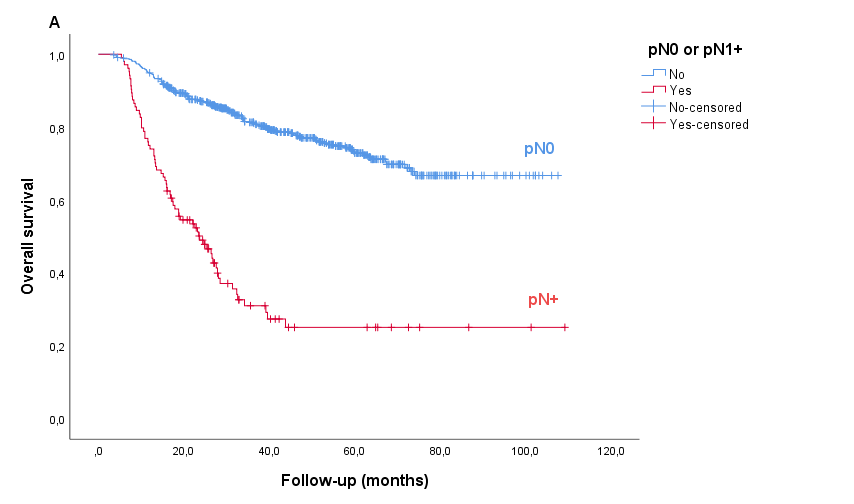 A
pN0 or pN1+
No
Yes
No-censored
Yes-censored
1,0
0,8
0,6
0,4
0,2
0,0
Overall survival
pN0
pN+
,0 20,0 40,0 60,0 80,0 100,0 120,0
Follow-up (months)